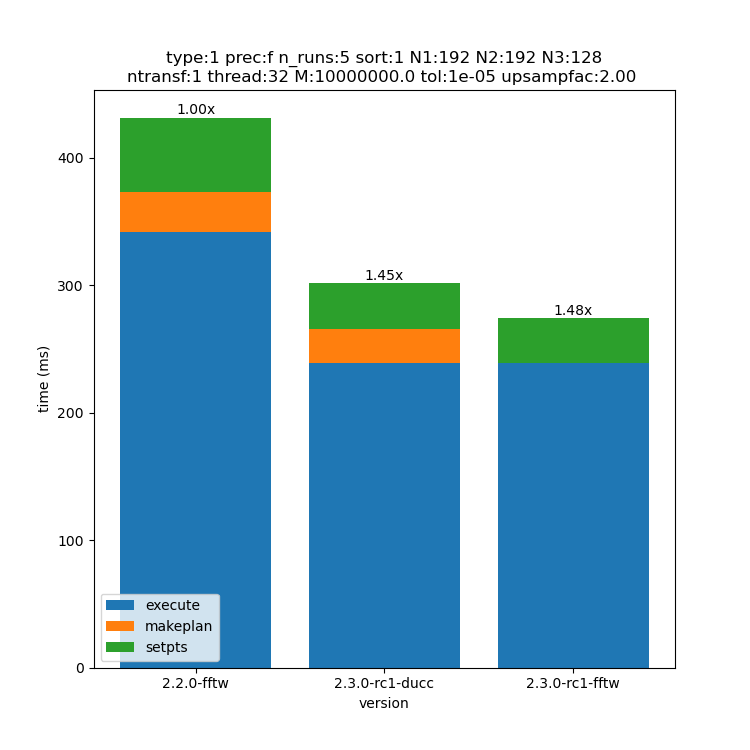 type:1 prec:f n_runs:5 sort:1 N1:192 N2:192 N3:128
ntransf:1 thread:32 M:10000000.0 tol:1e-05 upsampfac:2.00
1.00x
1.45x
1.48x
400
300
200
100
0
time (ms)
execute
makeplan
setpts
2.2.0-fftw
2.3.0-rc1-ducc
2.3.0-rc1-fftw
version